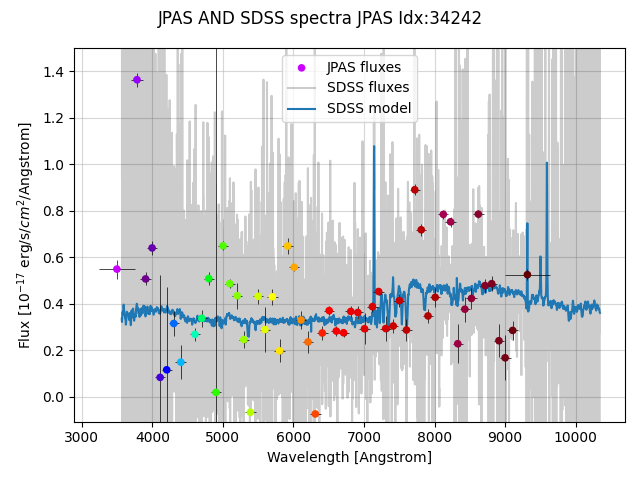 JPAS AND SDSS spectra JPAS Idx:34242
JPAS fluxes
SDSS fluxes
SDSS model
Flux [10⁻¹⁷ erg/s/cm²/Angstrom]
1.4
1.2
1.0
0.8
0.6
0.4
0.2
0.0
3000 4000 5000 6000 7000 8000 9000 10000
Wavelength [Angstrom]